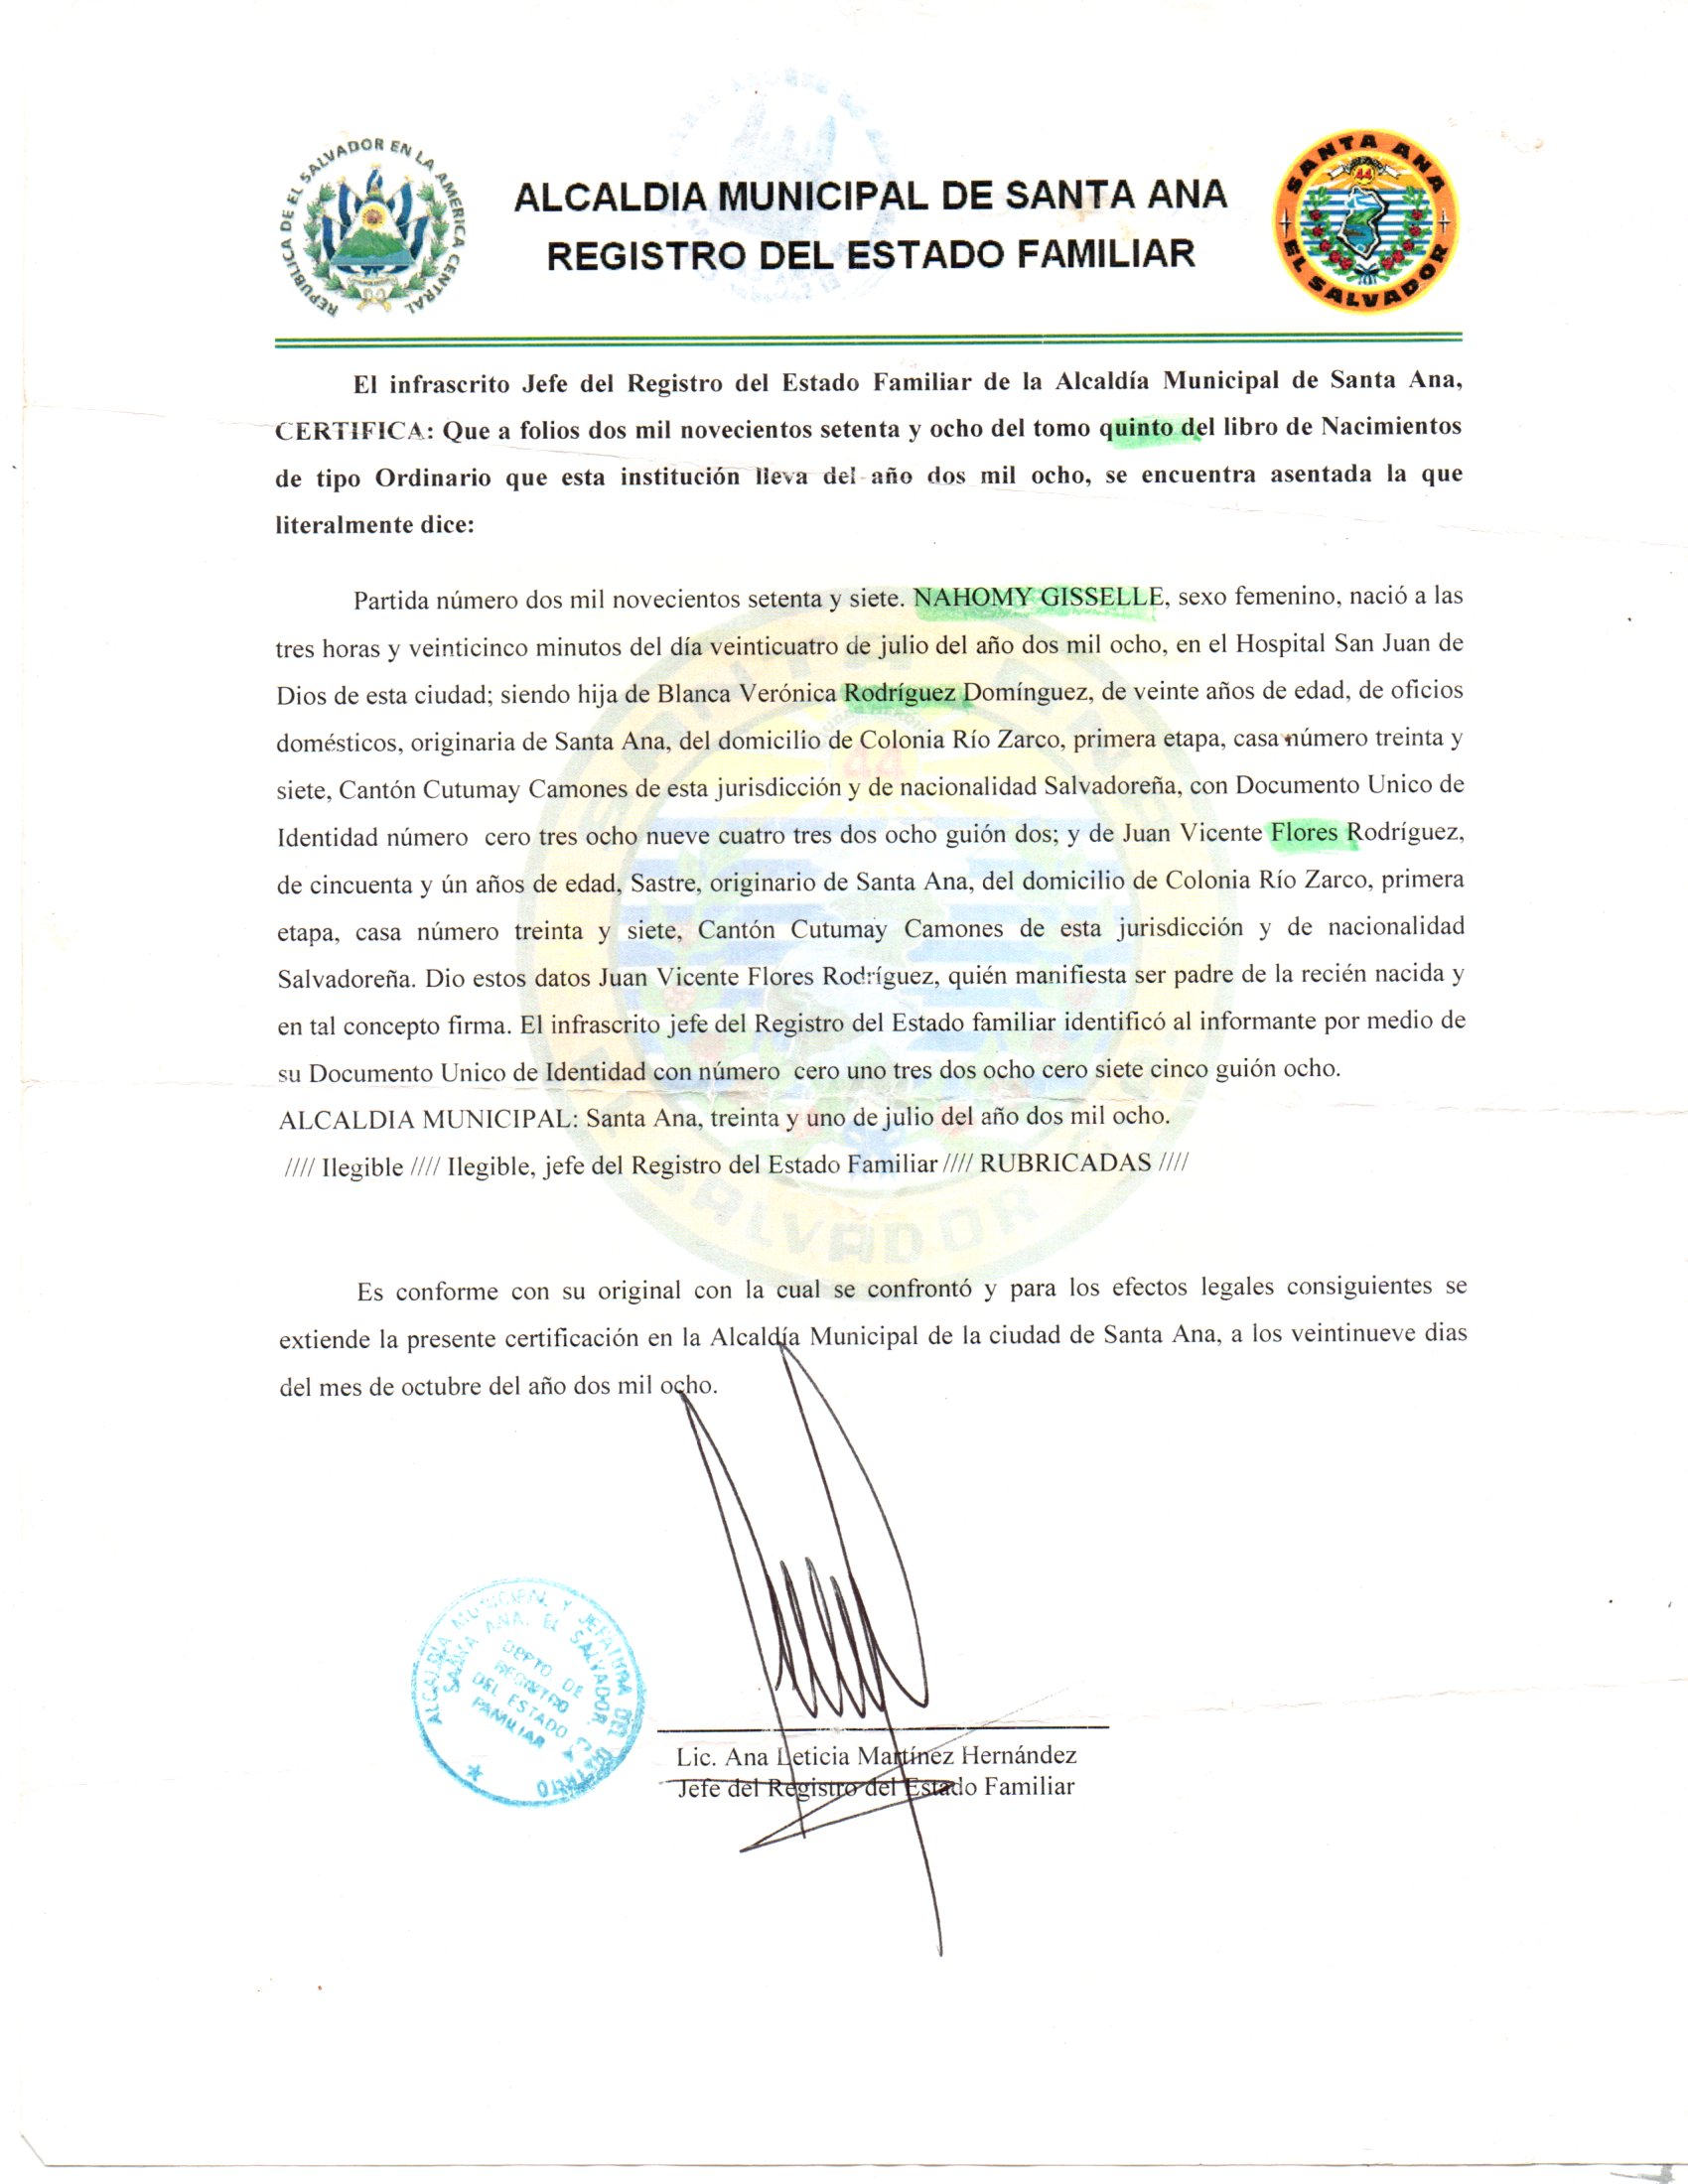 REPUBLICA DE EL SALVADOR EN LA AMERICA CENTRAL
ALCALDIA MUNICIPAL DE SANTA ANA
REGISTRO DEL ESTADO FAMILIAR
SANTA ANA
44
EL SALVADOR
El infrascrito Jefe del Registro del Estado Familiar de la Alcaldía Municipal de Santa Ana,
CERTIFICA: Que a folios dos mil novecientos setenta y ocho del tomo quinto del libro de Nacimientos
de tipo Ordinario que esta institución lleva del año dos mil ocho, se encuentra asentada la que
literalmente dice:
Partida número dos mil novecientos setenta y siete. NAHOMY GISSELLE, sexo femenino, nació a las
tres horas y veinticinco minutos del día veinticuatro de julio del año dos mil ocho, en el Hospital San Juan de
Dios de esta ciudad; siendo hija de Blanca Verónica Rodríguez Domínguez, de veinte años de edad, de oficios
domésticos, originaria de Santa Ana, del domicilio de Colonia Río Zarco, primera etapa, casa número treinta y
siete, Cantón Cutumay Camones de esta jurisdicción y de nacionalidad Salvadoreña, con Documento Unico de
Identidad número cero tres ocho nueve cuatro tres dos ocho guión dos; y de Juan Vicente Flores Rodríguez,
de cincuenta y ún años de edad, Sastre, originario de Santa Ana, del domicilio de Colonia Río Zarco, primera
etapa, casa número treinta y siete, Cantón Cutumay Camones de esta jurisdicción y de nacionalidad
Salvadoreña. Dio estos datos Juan Vicente Flores Rodríguez, quién manifiesta ser padre de la recién nacida y
en tal concepto firma. El infrascrito jefe del Registro del Estado familiar identificó al informante por medio de
su Documento Unico de Identidad con número cero uno tres dos ocho cero siete cinco guión ocho.
ALCALDIA MUNICIPAL: Santa Ana, treinta y uno de julio del año dos mil ocho.
//// Ilegible //// Ilegible, jefe del Registro del Estado Familiar //// RUBRICADAS ////
Es conforme con su original con la cual se confrontó y para los efectos legales consiguientes se
extiende la presente certificación en la Alcaldía Municipal de la ciudad de Santa Ana, a los veintinueve dias
del mes de octubre del año dos mil ocho.
ALCALDIA MUNICIPAL Y JEFATURA DEL DISTRITO
SANTA ANA, EL SALVADOR, C.
DEPTO DE
REGISTRO
DEL ESTADO
FAMILIAR
Lic. Ana Leticia Martínez Hernández
Jefe del Registro del Estado Familiar